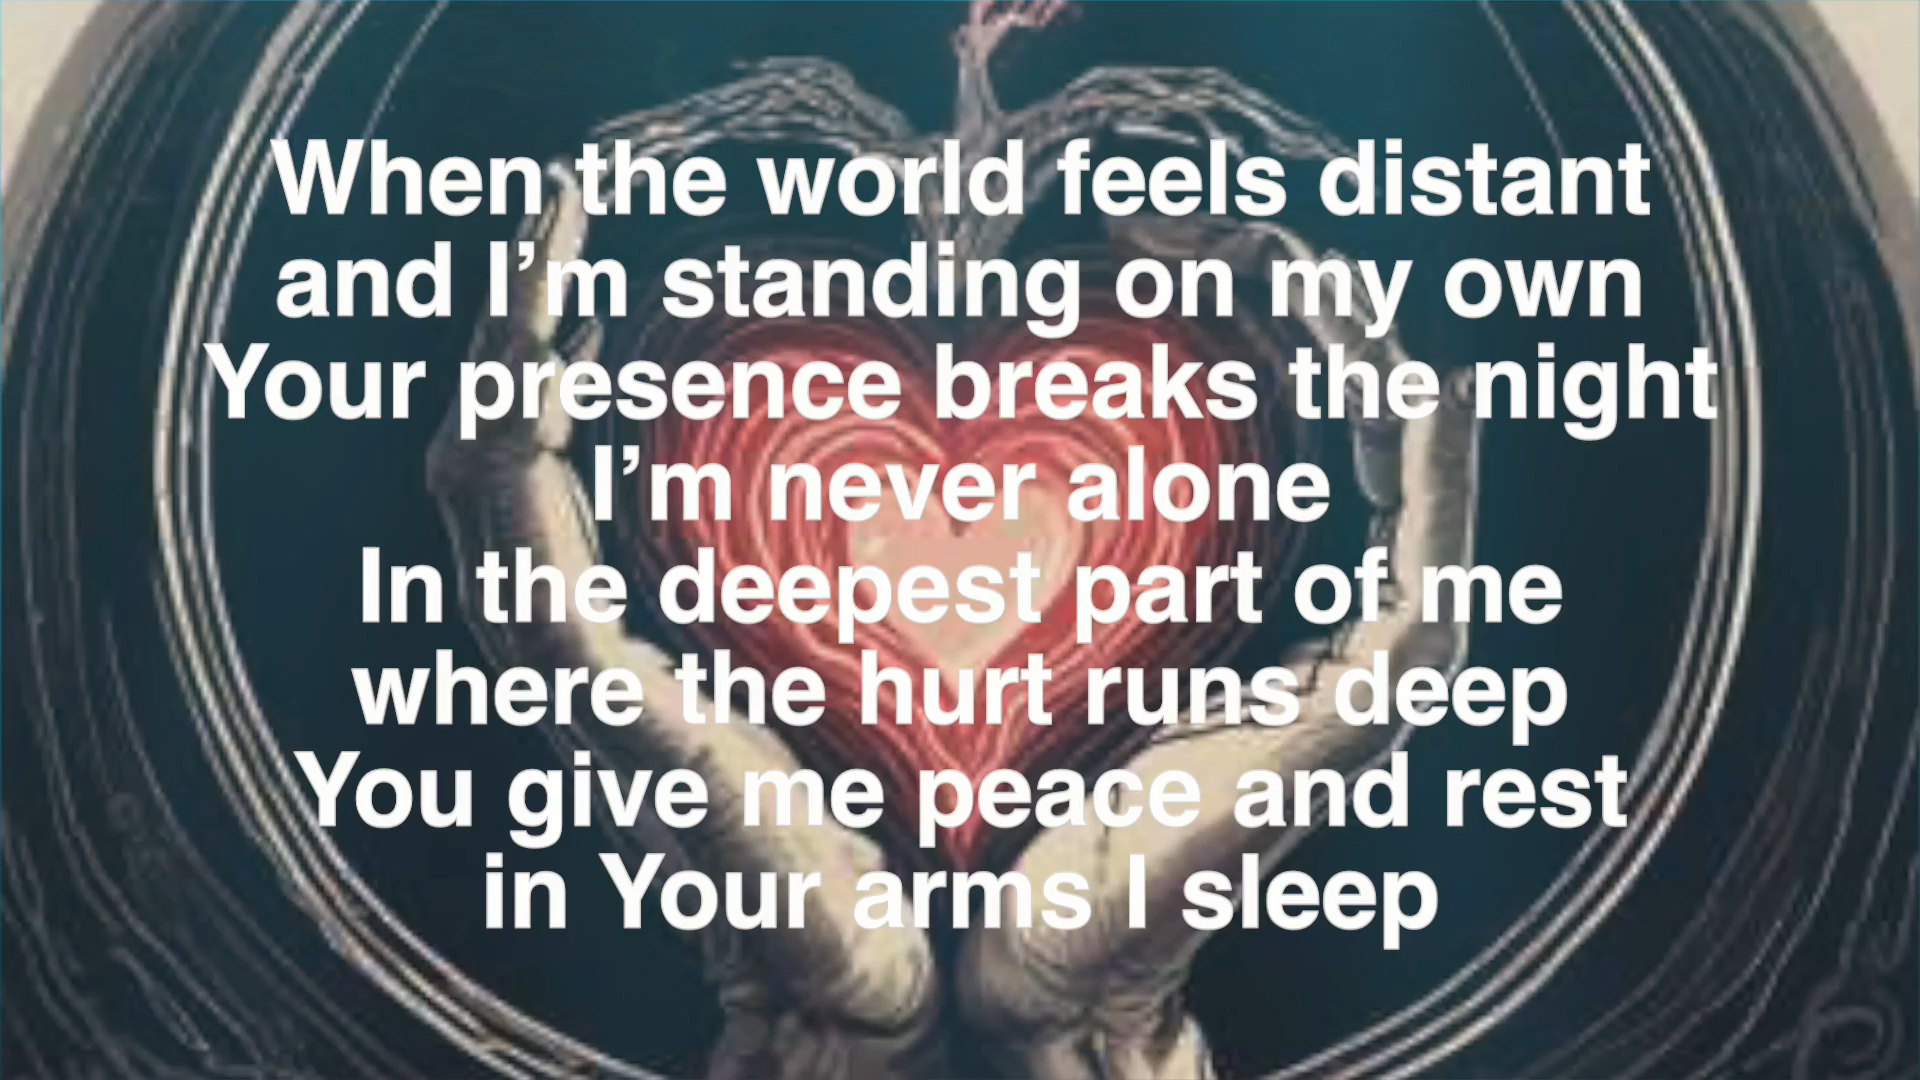 When the world feels distant
and I’m standing on my own
Your presence breaks the night
I’m never alone
In the deepest part of me
where the hurt runs deep
You give me peace and rest
in Your arms I sleep